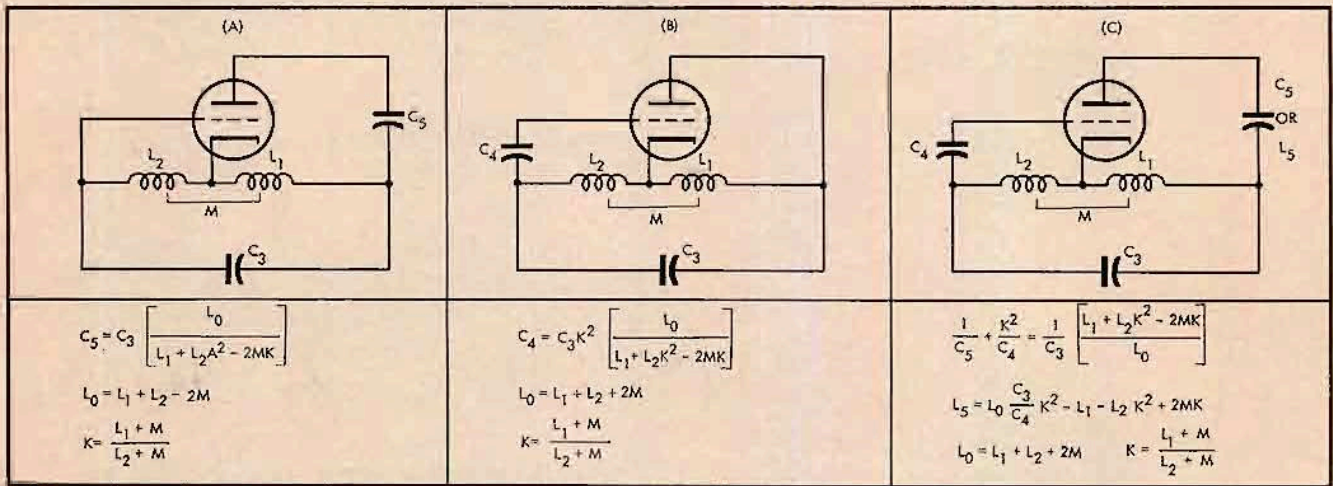 (A)
C₅
L₂ L₁
M
C₃
C₅ = C₃ [ L₀ / (L₁ + L₂A² - 2MK) ]
L₀ = L₁ + L₂ - 2M
K = (L₁ + M) / (L₂ + M)
(B)
C₄
L₂ L₁
M
C₃
C₄ = C₃K² [ L₀ / (L₁ + L₂K² - 2MK) ]
L₀ = L₁ + L₂ + 2M
K = (L₁ + M) / (L₂ + M)
(C)
C₅
OR
L₅
C₄
L₂ L₁
M
C₃
1/C₅ + K²/C₄ = 1/C₃ [ (L₁ + L₂K² - 2MK) / L₀ ]
L₅ = L₀ C₃/C₄ K² - L₁ - L₂ K² + 2MK
L₀ = L₁ + L₂ + 2M K = (L₁ + M) / (L₂ + M)